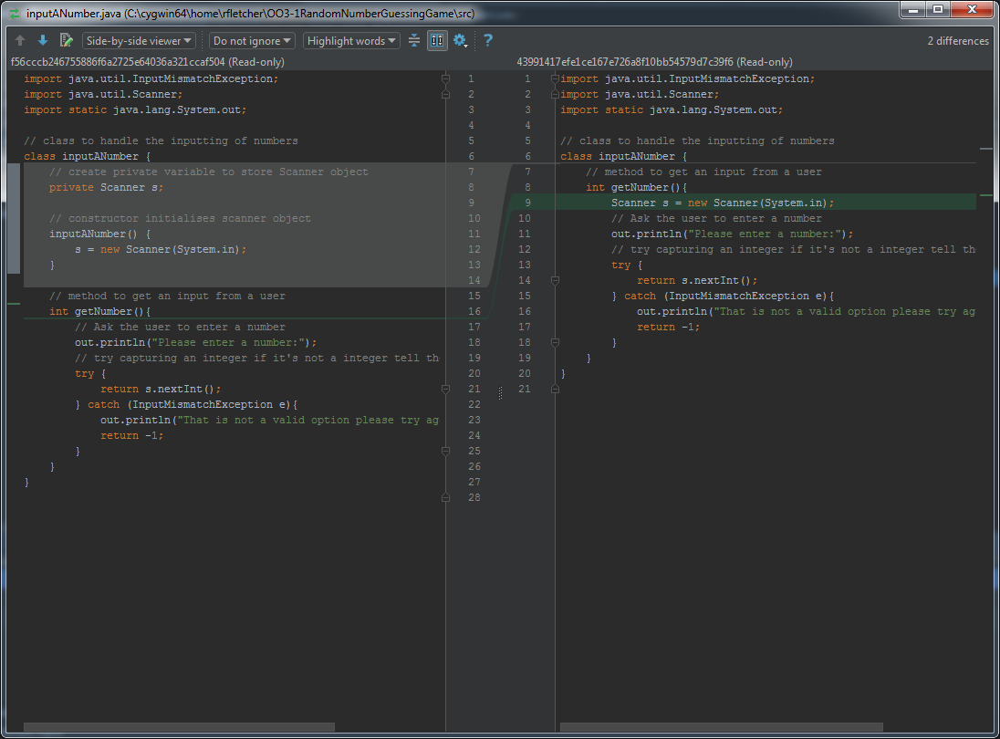 inputANumber.java (C:\cygwin64\home\rfletcher\OO3-1RandomNumberGuessingGame\src)
Side-by-side viewer Do not ignore Highlight words ? 2 differences
f56cccb246755886f6a2725e64036a321ccaf504 (Read-only)
import java.util.InputMismatchException; 1
import java.util.Scanner; 2
import static java.lang.System.out; 3
4
// class to handle the inputting of numbers 5
class inputANumber { 6
// create private variable to store Scanner object 7
private Scanner s; 8
9
// constructor initialises scanner object 10
inputANumber() { 11
s = new Scanner(System.in); 12
} 13
14
// method to get an input from a user 15
int getNumber(){ 16
// Ask the user to enter a number 17
out.println("Please enter a number:"); 18
// try capturing an integer if it's not a integer tell th 19
try { 20
return s.nextInt(); 21
} catch (InputMismatchException e){ 22
out.println("That is not a valid option please try ag 23
return -1; 24
} 25
} 26
} 27
28
43991417efe1ce167e726a8f10bb54579d7c39f6 (Read-only)
1 import java.util.InputMismatchException;
2 import java.util.Scanner;
3 import static java.lang.System.out;
4
5 // class to handle the inputting of numbers
6 class inputANumber {
7 // method to get an input from a user
8 int getNumber(){
9 Scanner s = new Scanner(System.in);
10 // Ask the user to enter a number
11 out.println("Please enter a number:");
12 // try capturing an integer if it's not a integer tell th
13 try {
14 return s.nextInt();
15 } catch (InputMismatchException e){
16 out.println("That is not a valid option please try ag
17 return -1;
18 }
19 }
20 }
21